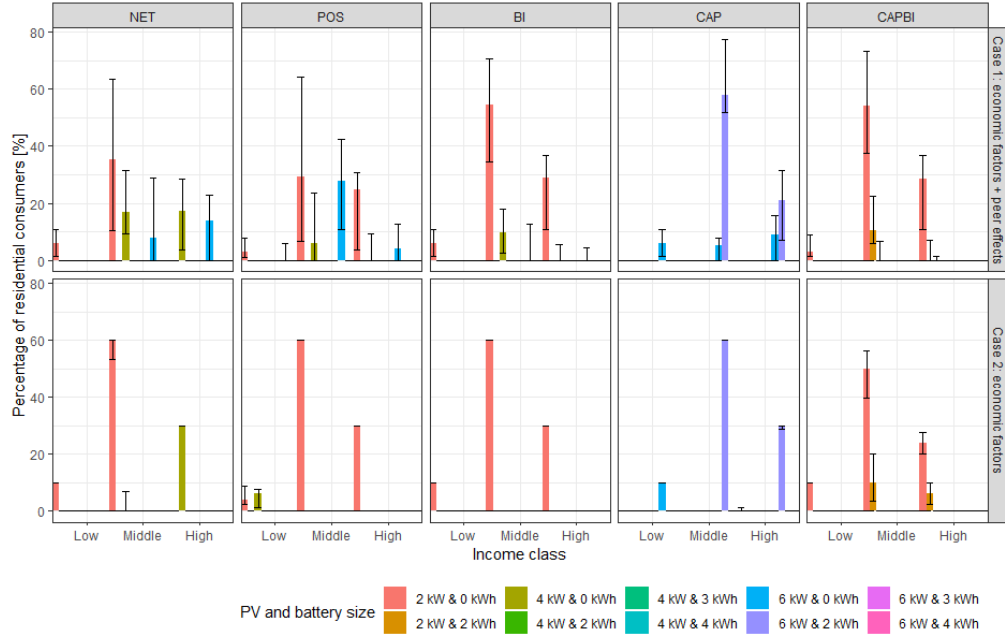 NET POS BI CAP CAPBI
Percentage of residential consumers [%]
80
60
40
20
0
Case 1: economic factors + peer effects
80
60
40
20
0
Case 2: economic factors
Low Middle High Low Middle High Low Middle High Low Middle High Low Middle High
Income class
PV and battery size
2 kW & 0 kWh 4 kW & 0 kWh 4 kW & 3 kWh 6 kW & 0 kWh 6 kW & 3 kWh
2 kW & 2 kWh 4 kW & 2 kWh 4 kW & 4 kWh 6 kW & 2 kWh 6 kW & 4 kWh